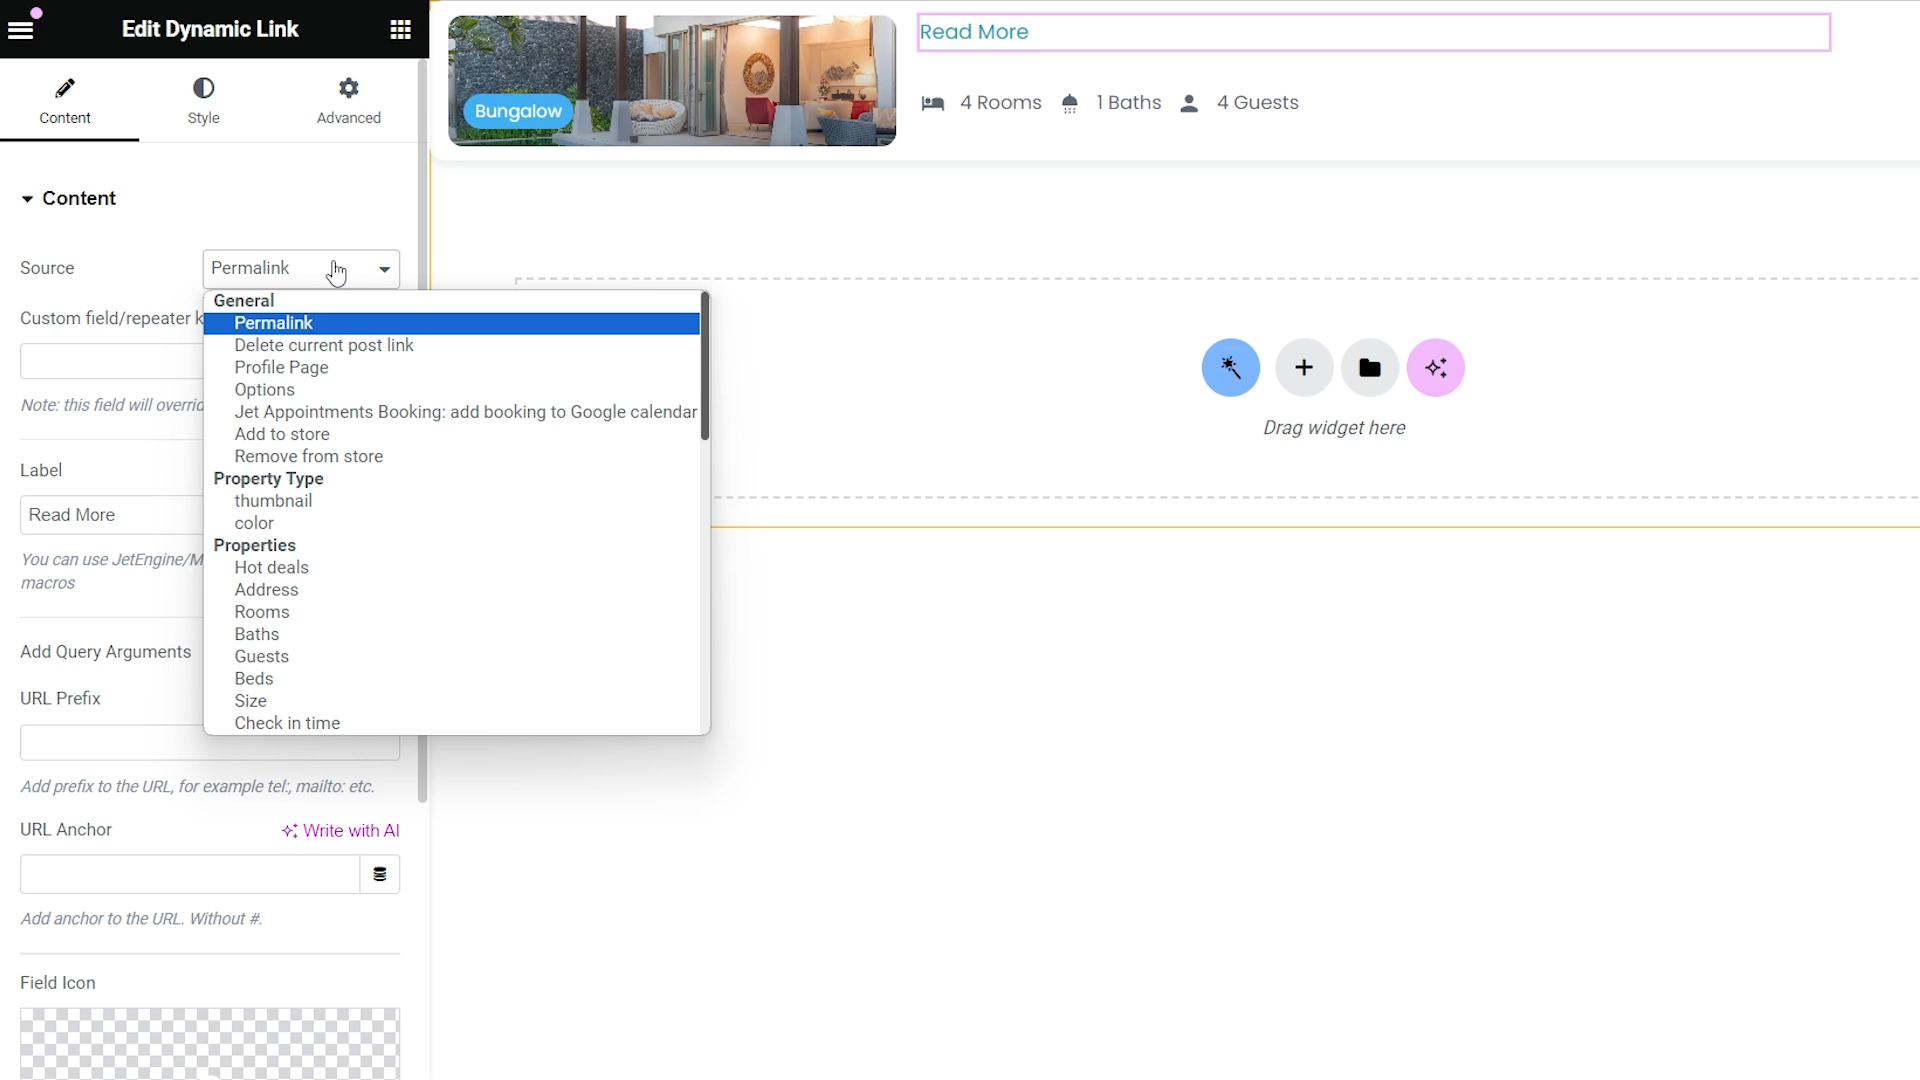 Edit Dynamic Link
Content
Style
Advanced
Content
Source
Permalink
General
Permalink
Delete current post link
Profile Page
Options
Jet Appointments Booking: add booking to Google calendar
Add to store
Remove from store
Property Type
thumbnail
color
Properties
Hot deals
Address
Rooms
Baths
Guests
Beds
Size
Check in time
Custom field/repeater k
Note: this field will overrid
Label
Read More
You can use JetEngine/M
macros
Add Query Arguments
URL Prefix
Add prefix to the URL, for example tel:, mailto: etc.
URL Anchor
Write with AI
Add anchor to the URL. Without #.
Field Icon
Bungalow
Read More
4 Rooms 1 Baths 4 Guests
Drag widget here